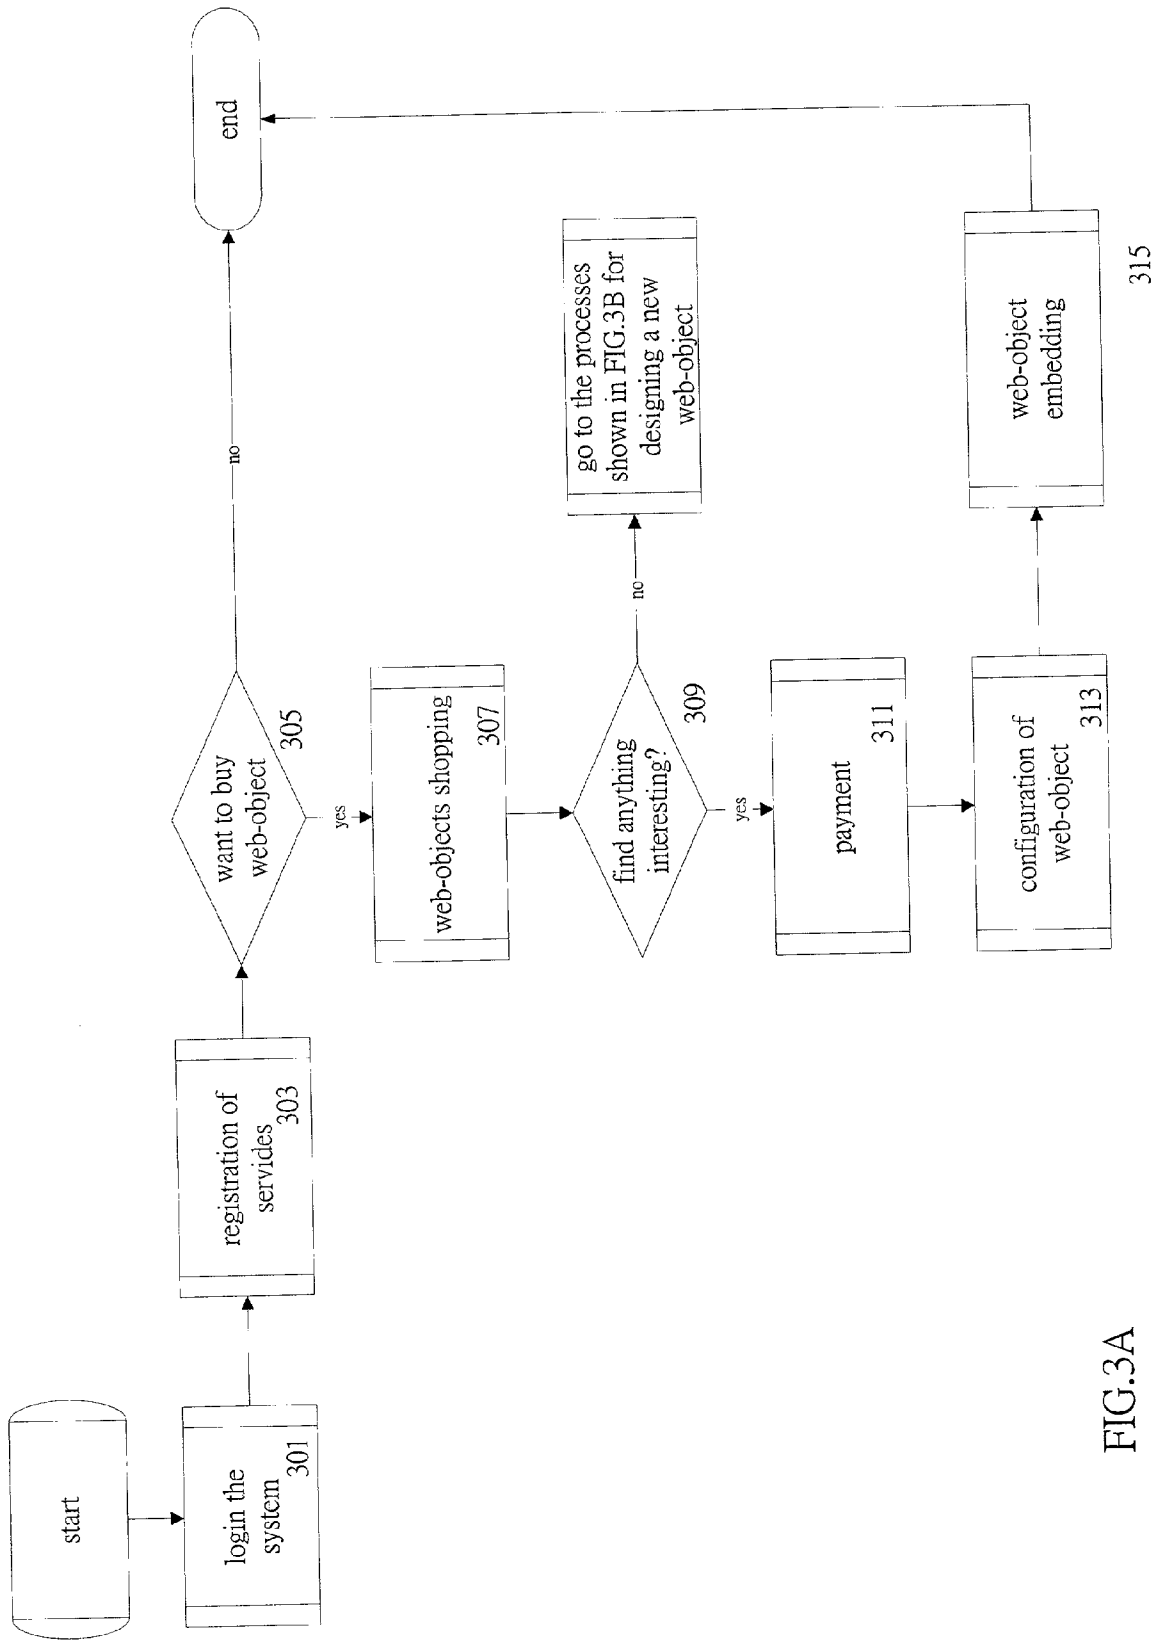 start
login the
system
301
registration of
servides
303
want to buy
web-object
305
no
end
yes
web-objects shopping
307
find anything
interesting?
309
no
go to the processes
shown in FIG.3B for
designing a new
web-object
yes
payment
311
configuration of
web-object
313
web-object
embedding
315
FIG.3A